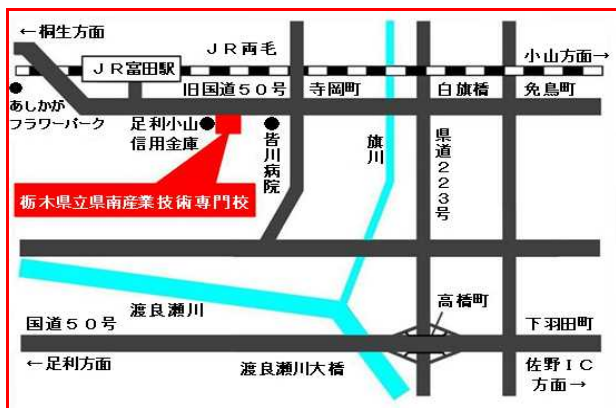 ←桐生方面
JR両毛
小山方面→
JR富田駅
旧国道50号
寺岡町
白旗橋
免鳥町
あしかが
フラワーパーク
足利小山
信用金庫
皆川病院
旗川
県道223号
栃木県立県南産業技術専門校
渡良瀬川
高橋町
国道50号
下羽田町
←足利方面
渡良瀬川大橋
佐野IC
方面→